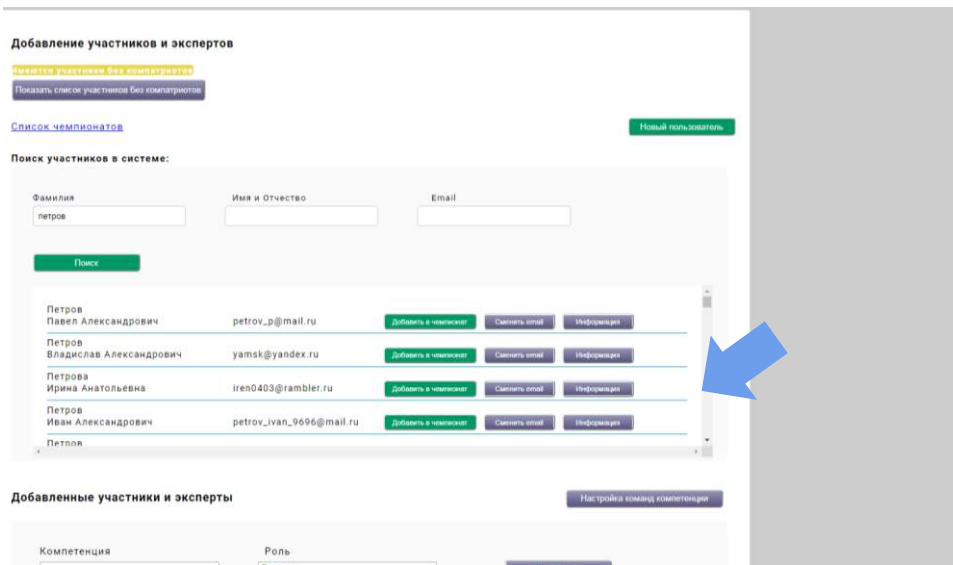 Добавление участников и экспертов
Имеются участники без компатриотов
Показать список участников без компатриотов
Список чемпионатов
Новый пользователь
Поиск участников в системе:
Фамилия Имя и Отчество Email
петров
Поиск
Петров
Павел Александрович petrov_p@mail.ru Добавить в чемпионат Сменить email Информация
Петров
Владислав Александрович yamsk@yandex.ru Добавить в чемпионат Сменить email Информация
Петрова
Ирина Анатольевна iren0403@rambler.ru Добавить в чемпионат Сменить email Информация
Петров
Иван Александрович petrov_ivan_9696@mail.ru Добавить в чемпионат Сменить email Информация
Петров
Добавленные участники и эксперты Настройка команд компетенции
Компетенция Роль